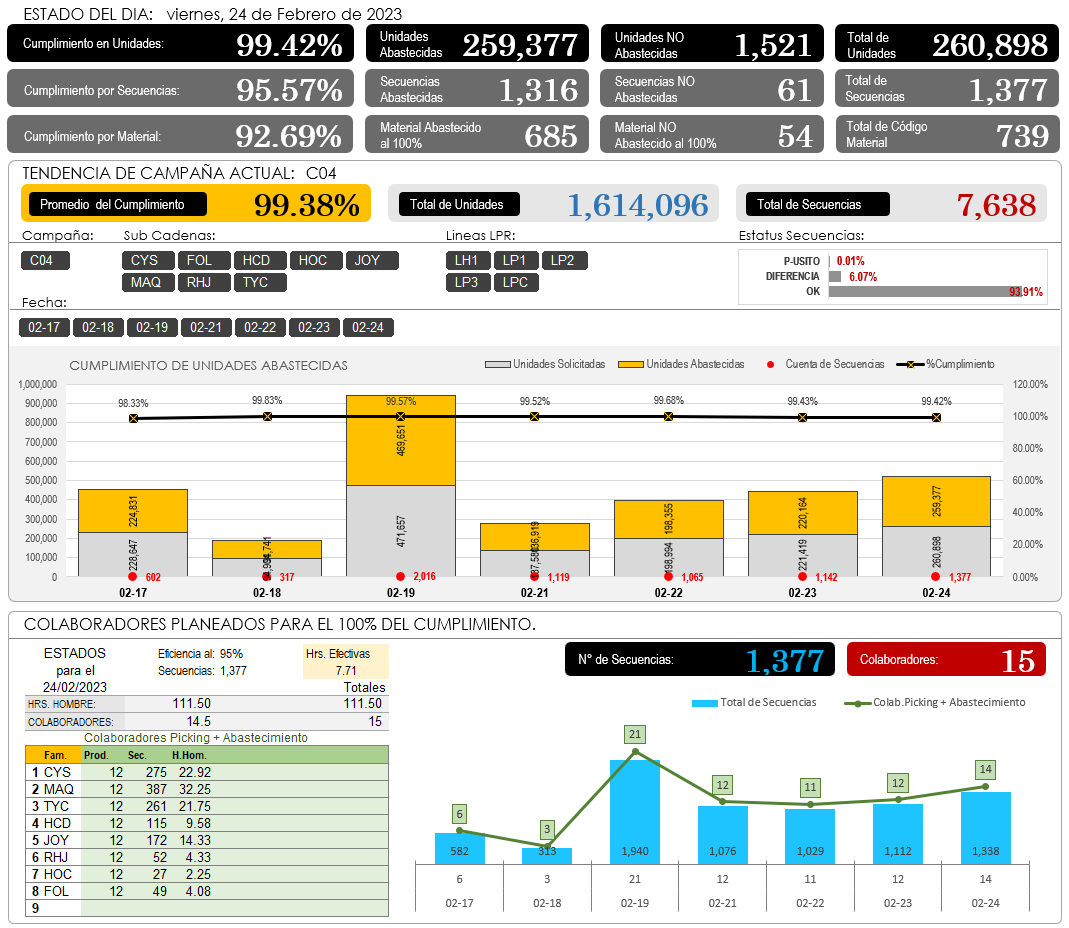 ESTADO DEL DIA: viernes, 24 de Febrero de 2023
Cumplimiento en Unidades: 99.42%
Unidades Abastecidas 259,377
Unidades NO Abastecidas 1,521
Total de Unidades 260,898
Cumplimiento por Secuencias: 95.57%
Secuencias Abastecidas 1,316
Secuencias NO Abastecidas 61
Total de Secuencias 1,377
Cumplimiento por Material: 92.69%
Material Abastecido al 100% 685
Material NO Abastecido al 100% 54
Total de Código Material 739
TENDENCIA DE CAMPAÑA ACTUAL: C04
Promedio del Cumplimiento 99.38%
Total de Unidades 1,614,096
Total de Secuencias 7,638
Campaña: Sub Cadenas: Lineas LPR: Estatus Secuencias:
C04 CYS FOL HCD HOC JOY LH1 LP1 LP2
MAQ RHJ TYC LP3 LPC
P-USITO 0.01%
DIFERENCIA 6.07%
OK 93.91%
Fecha:
02-17 02-18 02-19 02-21 02-22 02-23 02-24
CUMPLIMIENTO DE UNIDADES ABASTECIDAS
Unidades Solicitadas Unidades Abastecidas Cuenta de Secuencias %Cumplimiento
1,000,000 120.00%
900,000
800,000 100.00%
700,000
600,000 80.00%
500,000 60.00%
400,000
300,000 40.00%
200,000
100,000 20.00%
0 0.00%
98.33% 99.83% 99.57% 99.52% 99.68% 99.43% 99.42%
224,831 469,651 136,919 198,355 220,164 259,377
228,647 471,657 198,994 221,419 260,898
602 317 2,016 1,119 1,065 1,142 1,377
02-17 02-18 02-19 02-21 02-22 02-23 02-24
COLABORADORES PLANEADOS PARA EL 100% DEL CUMPLIMIENTO.
ESTADOS para el 24/02/2023
Eficiencia al: 95%
Secuencias: 1,377
Hrs. Efectivas
7.71
Totales
HRS. HOMBRE: 111.50 111.50
COLABORADORES: 14.5 15
Colaboradores Picking + Abastecimiento
Fam. Prod. Sec. H.Hom.
1 CYS 12 275 22.92
2 MAQ 12 387 32.25
3 TYC 12 261 21.75
4 HCD 12 115 9.58
5 JOY 12 172 14.33
6 RHJ 12 52 4.33
7 HOC 12 27 2.25
8 FOL 12 49 4.08
9
N° de Secuencias: 1,377
Colaboradores: 15
Total de Secuencias Colab.Picking + Abastecimiento
6 3 21 12 11 12 14
582 313 1,940 1,076 1,029 1,112 1,338
6 3 21 12 11 12 14
02-17 02-18 02-19 02-21 02-22 02-23 02-24